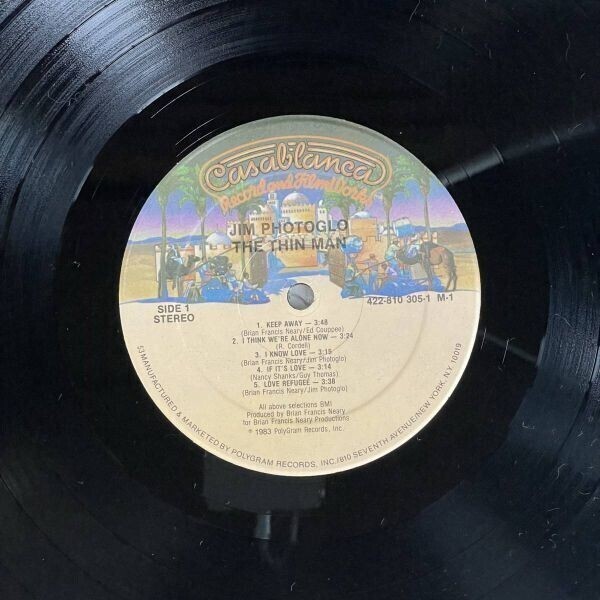 Casablanca
Record and FilmWorks
JIM PHOTOGLO
THE THIN MAN
SIDE 1
STEREO
422-810 305-1 M-1
1. KEEP AWAY — 3:48
(Brian Francis Neary/Ed Couppee)
2. I THINK WE'RE ALONE NOW — 3:24
(R. Cordell)
3. I KNOW LOVE — 3:15
(Brian Francis Neary/Jim Photoglo)
4. IF IT'S LOVE — 3:14
(Nancy Shanks/Guy Thomas)
5. LOVE REFUGEE — 3:38
(Brian Francis Neary/Jim Photoglo)
All above selections BMI
Produced by Brian Francis Neary
for Brian Francis Neary Productions
℗ 1983 PolyGram Records, Inc.
53 MANUFACTURED & MARKETED BY POLYGRAM RECORDS, INC./810 SEVENTH AVENUE/NEW YORK, N.Y. 10019